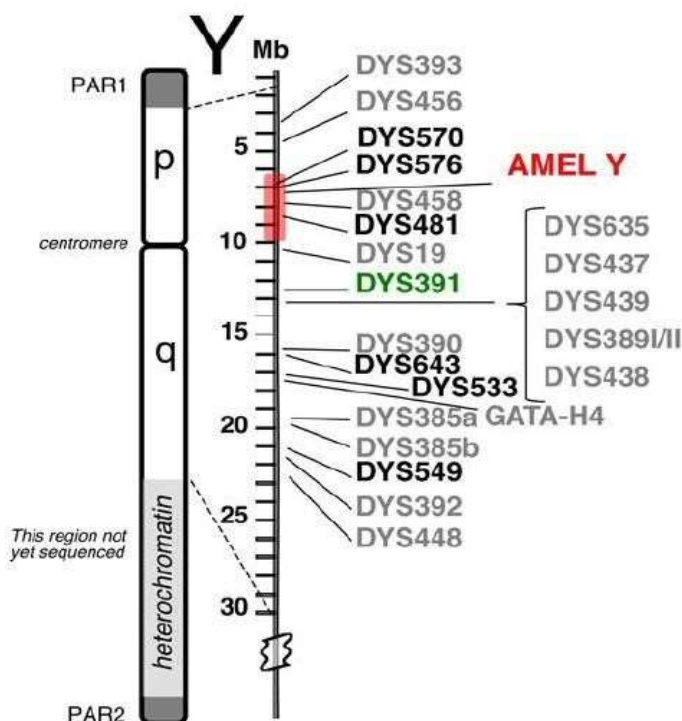 Y
Mb
PAR1
p
centromere
q
heterochromatin
This region not
yet sequenced
PAR2
5
10
15
20
25
30
DYS393
DYS456
DYS570
DYS576
AMEL Y
DYS458
DYS481
DYS19
DYS391
DYS635
DYS437
DYS439
DYS389I/II
DYS438
DYS390
DYS643
DYS533
DYS385a GATA-H4
DYS385b
DYS549
DYS392
DYS448